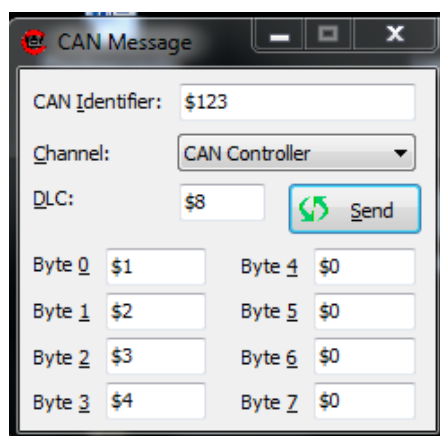 CAN Message
CAN Identifier: $123
Channel: CAN Controller
DLC: $8 Send
Byte 0 $1 Byte 4 $0
Byte 1 $2 Byte 5 $0
Byte 2 $3 Byte 6 $0
Byte 3 $4 Byte 7 $0